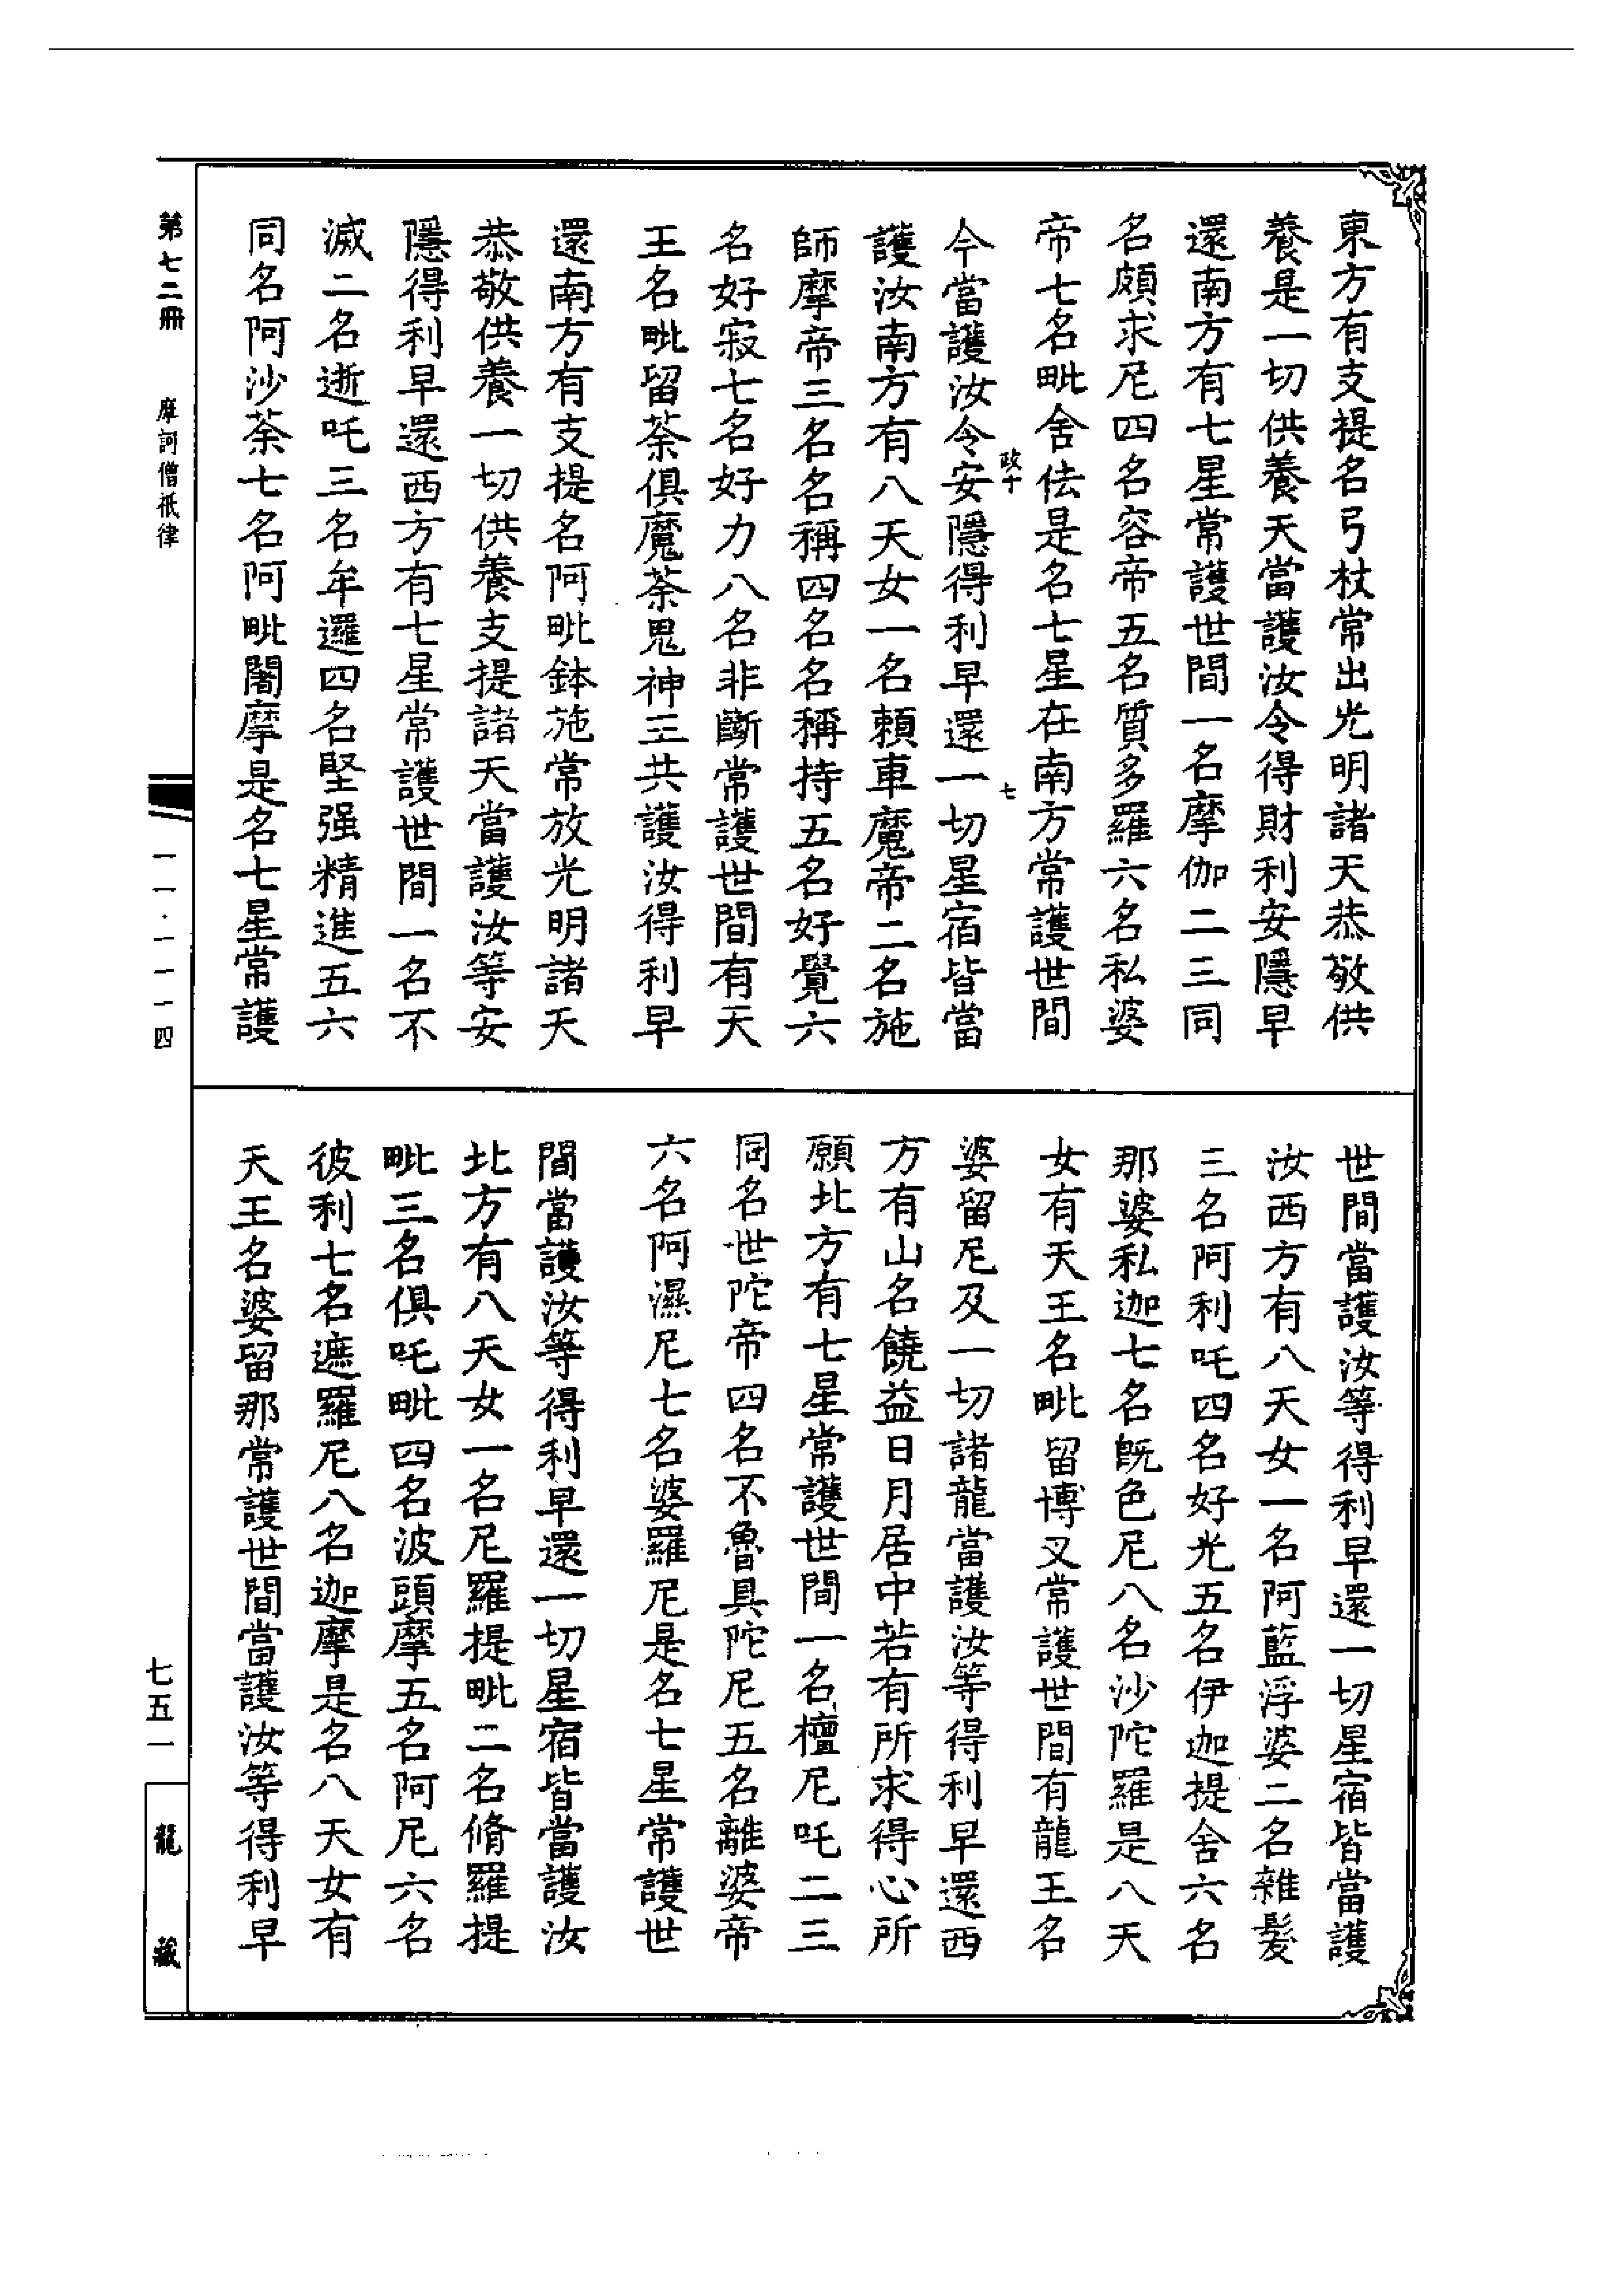 東方有支提名弓杖常出光明諸天恭敬供
養是一切供養天當護汝令得財利安隱早
還南方有七星常護世間一名摩伽二三同
名頗求尼四名容帝五名質多羅六名私婆
帝七名毗舍佉是名七星在南方常護世間
政十
七
今當護汝令安隱得利早還一切星宿皆當
護汝南方有八天女一名賴車魔帝二名施
師摩帝三名名稱四名名稱持五名好覺六
名好寂七名好力八名非斷常護世間有天
王名毗留荼俱魔荼鬼神王共護汝得利早
還南方有支提名阿毗鉢施常放光明諸天
恭敬供養一切供養支提諸天當護汝等安
隱得利早還西方有七星常護世間一名不
滅二名逝吒三名牟邏四名堅强精進五六
同名阿沙荼七名阿毗闍摩是名七星常護
世間當護汝等得利早還一切星宿皆當護
汝西方有八天女一名阿藍浮婆二名雜髮
三名阿利吒四名好光五名伊迦提舍六名
那婆私迦七名旣色尼八名沙陀羅是八天
女有天王名毗留博叉常護世間有龍王名
婆留尼及一切諸龍當護汝等得利早還西
方有山名饒益日月居中若有所求得心所
願北方有七星常護世間一名檀尼吒二三
同名世陀帝四名不魯具陀尼五名離婆帝
六名阿濕尼七名婆羅尼是名七星常護世
間當護汝等得利早還一切星宿皆當護汝
北方有八天女一名尼羅提毗二名脩羅提
毗三名俱吒毗四名波頭摩五名阿尼六名
彼利七名遮羅尼八名迦摩是名八天女有
天王名婆留那常護世間當護汝等得利早
第七二冊
摩訶僧祇律
一一·一一一四
七五一
龍藏